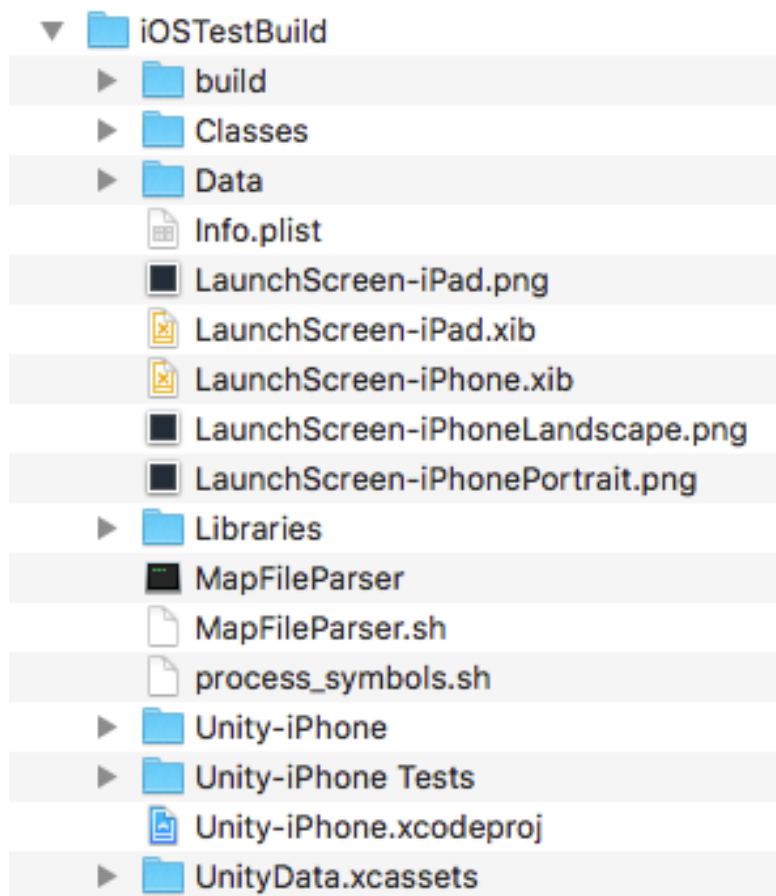 iOSTestBuild
build
Classes
Data
Info.plist
LaunchScreen-iPad.png
LaunchScreen-iPad.xib
LaunchScreen-iPhone.xib
LaunchScreen-iPhoneLandscape.png
LaunchScreen-iPhonePortrait.png
Libraries
MapFileParser
MapFileParser.sh
process_symbols.sh
Unity-iPhone
Unity-iPhone Tests
Unity-iPhone.xcodeproj
UnityData.xcassets